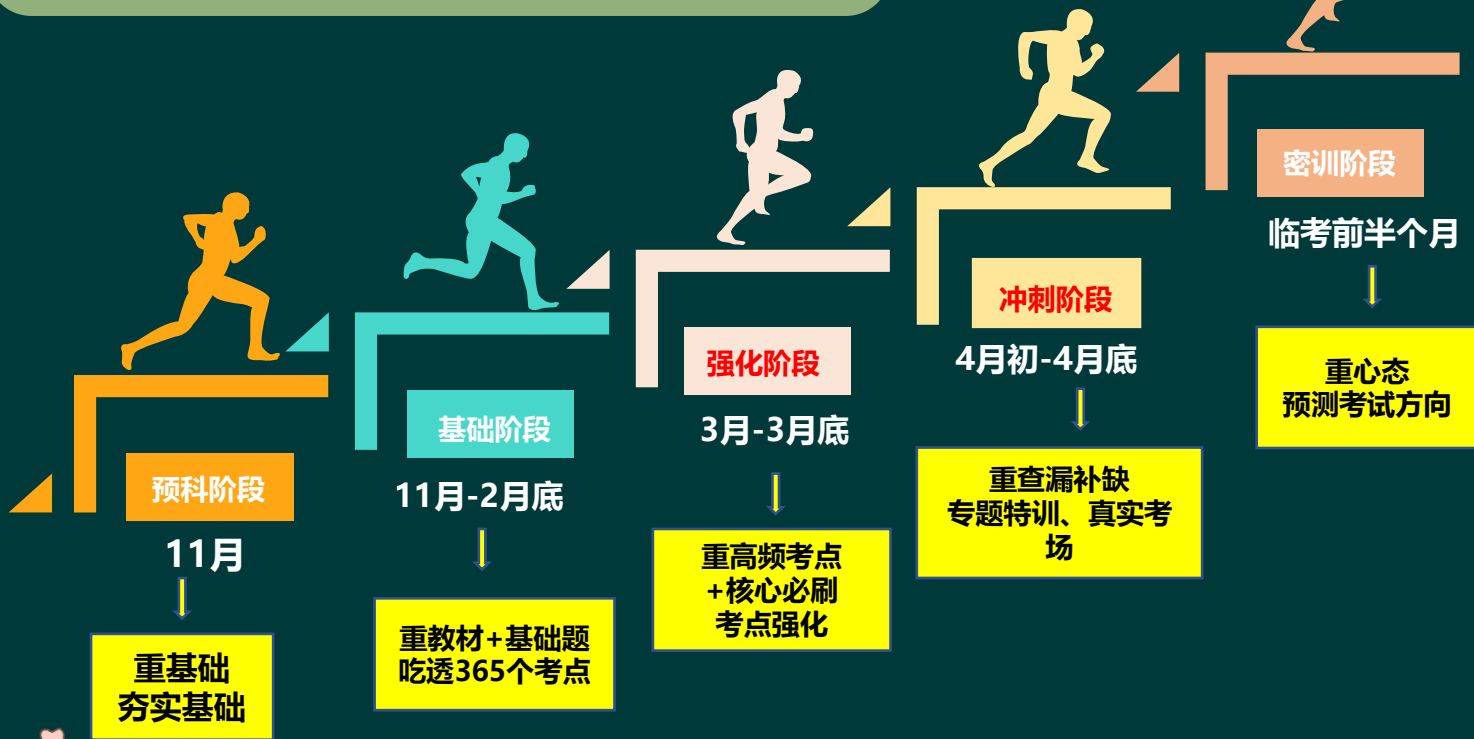 预科阶段
11月
重基础
夯实基础
基础阶段
11月-2月底
重教材+基础题
吃透365个考点
强化阶段
3月-3月底
重高频考点
+核心必刷
考点强化
冲刺阶段
4月初-4月底
重查漏补缺
专题特训、真实考
场
密训阶段
临考前半个月
重心态
预测考试方向